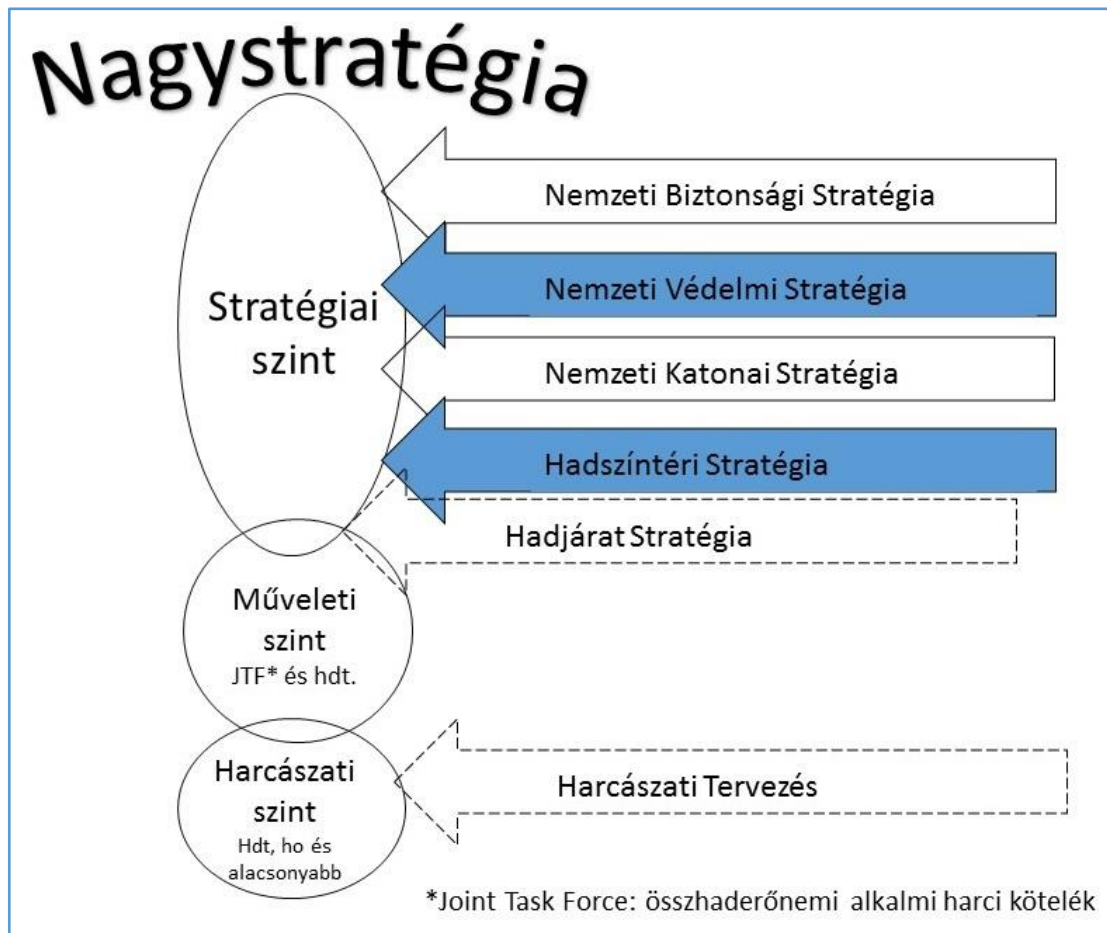 Nagystratégia
Nemzeti Biztonsági Stratégia
Nemzeti Védelmi Stratégia
Stratégiai
szint
Nemzeti Katonai Stratégia
Hadszíntéri Stratégia
Hadjárat Stratégia
Műveleti
szint
JTF* és hdt.
Harcászati
szint
Hdt, ho és
alacsonyabb
Harcászati Tervezés
*Joint Task Force: összhaderőnemi alkalmi harci kötelék